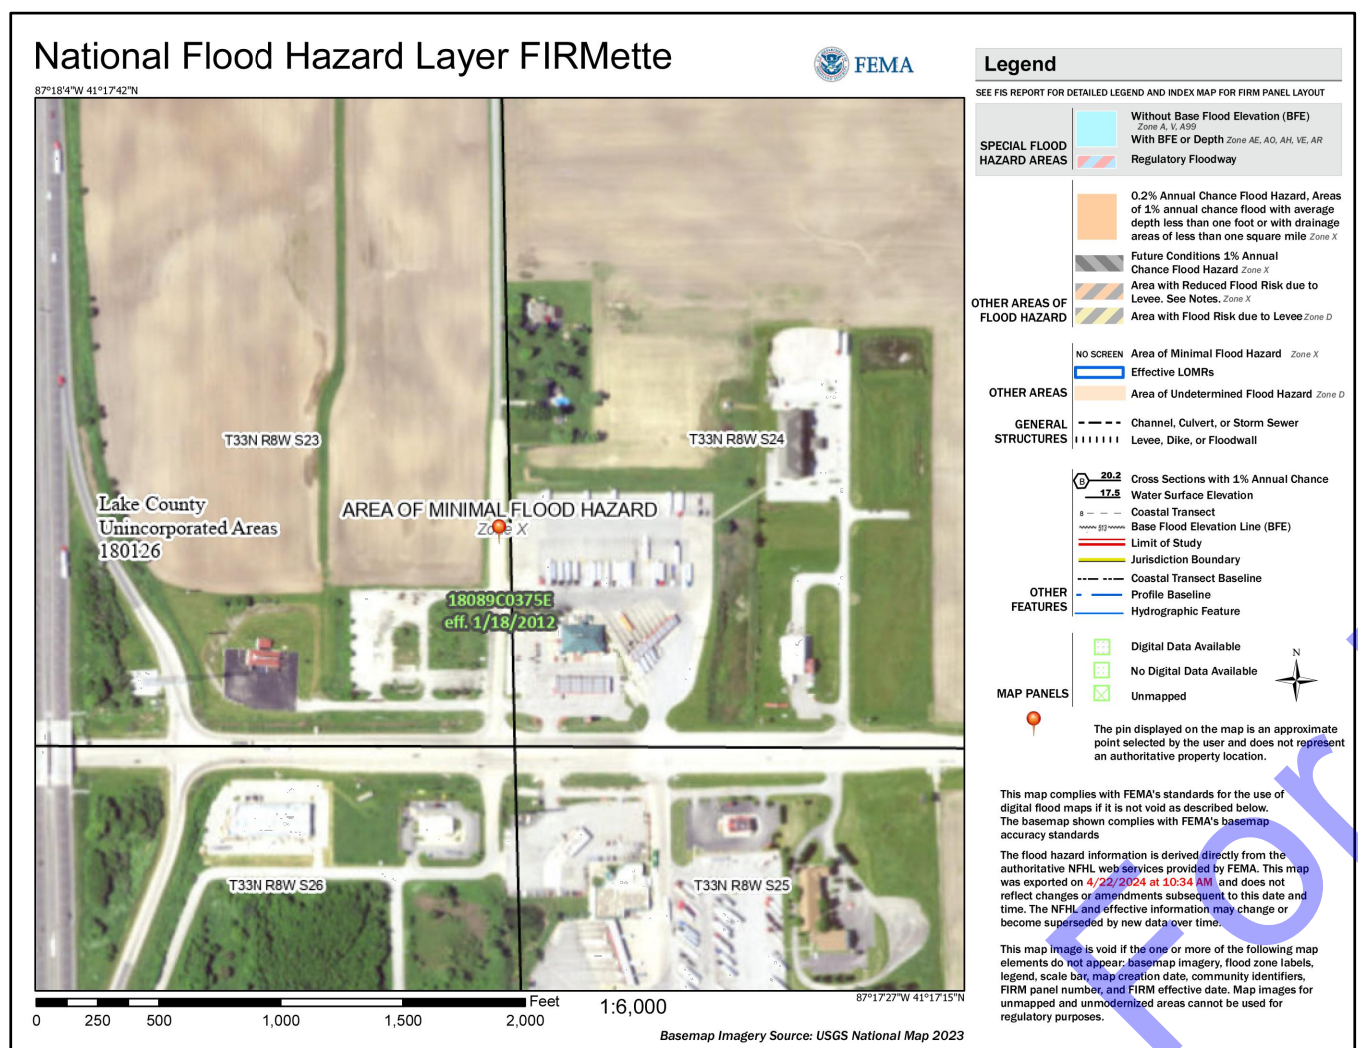 National Flood Hazard Layer FIRMette
FEMA
87°18'4"W 41°17'42"N
T33N R8W S23
T33N R8W S24
Lake County
Unincorporated Areas
180126
AREA OF MINIMAL FLOOD HAZARD
Zone X
18089C0375E
eff. 1/18/2012
T33N R8W S26
T33N R8W S25
87°17'27"W 41°17'15"N
Feet
1:6,000
0 250 500 1,000 1,500 2,000
Basemap Imagery Source: USGS National Map 2023
Legend
SEE FIS REPORT FOR DETAILED LEGEND AND INDEX MAP FOR FIRM PANEL LAYOUT
SPECIAL FLOOD
HAZARD AREAS
Without Base Flood Elevation (BFE)
Zone A, V, A99
With BFE or Depth Zone AE, AO, AH, VE, AR
Regulatory Floodway
0.2% Annual Chance Flood Hazard, Areas
of 1% annual chance flood with average
depth less than one foot or with drainage
areas of less than one square mile Zone X
Future Conditions 1% Annual
Chance Flood Hazard Zone X
OTHER AREAS OF
FLOOD HAZARD
Area with Reduced Flood Risk due to
Levee. See Notes. Zone X
Area with Flood Risk due to Levee Zone D
NO SCREEN Area of Minimal Flood Hazard Zone X
Effective LOMRs
OTHER AREAS
Area of Undetermined Flood Hazard Zone D
GENERAL
STRUCTURES
Channel, Culvert, or Storm Sewer
Levee, Dike, or Floodwall
B 20.2 Cross Sections with 1% Annual Chance
17.5 Water Surface Elevation
8 Coastal Transect
513 Base Flood Elevation Line (BFE)
Limit of Study
Jurisdiction Boundary
Coastal Transect Baseline
OTHER
FEATURES
Profile Baseline
Hydrographic Feature
Digital Data Available
No Digital Data Available
N
MAP PANELS
Unmapped
The pin displayed on the map is an approximate
point selected by the user and does not represent
an authoritative property location.
This map complies with FEMA's standards for the use of
digital flood maps if it is not void as described below.
The basemap shown complies with FEMA's basemap
accuracy standards
The flood hazard information is derived directly from the
authoritative NFHL web services provided by FEMA. This map
was exported on 4/22/2024 at 10:34 AM and does not
reflect changes or amendments subsequent to this date and
time. The NFHL and effective information may change or
become superseded by new data over time.
This map image is void if the one or more of the following map
elements do not appear: basemap imagery, flood zone labels,
legend, scale bar, map creation date, community identifiers,
FIRM panel number, and FIRM effective date. Map images for
unmapped and unmodernized areas cannot be used for
regulatory purposes.
For